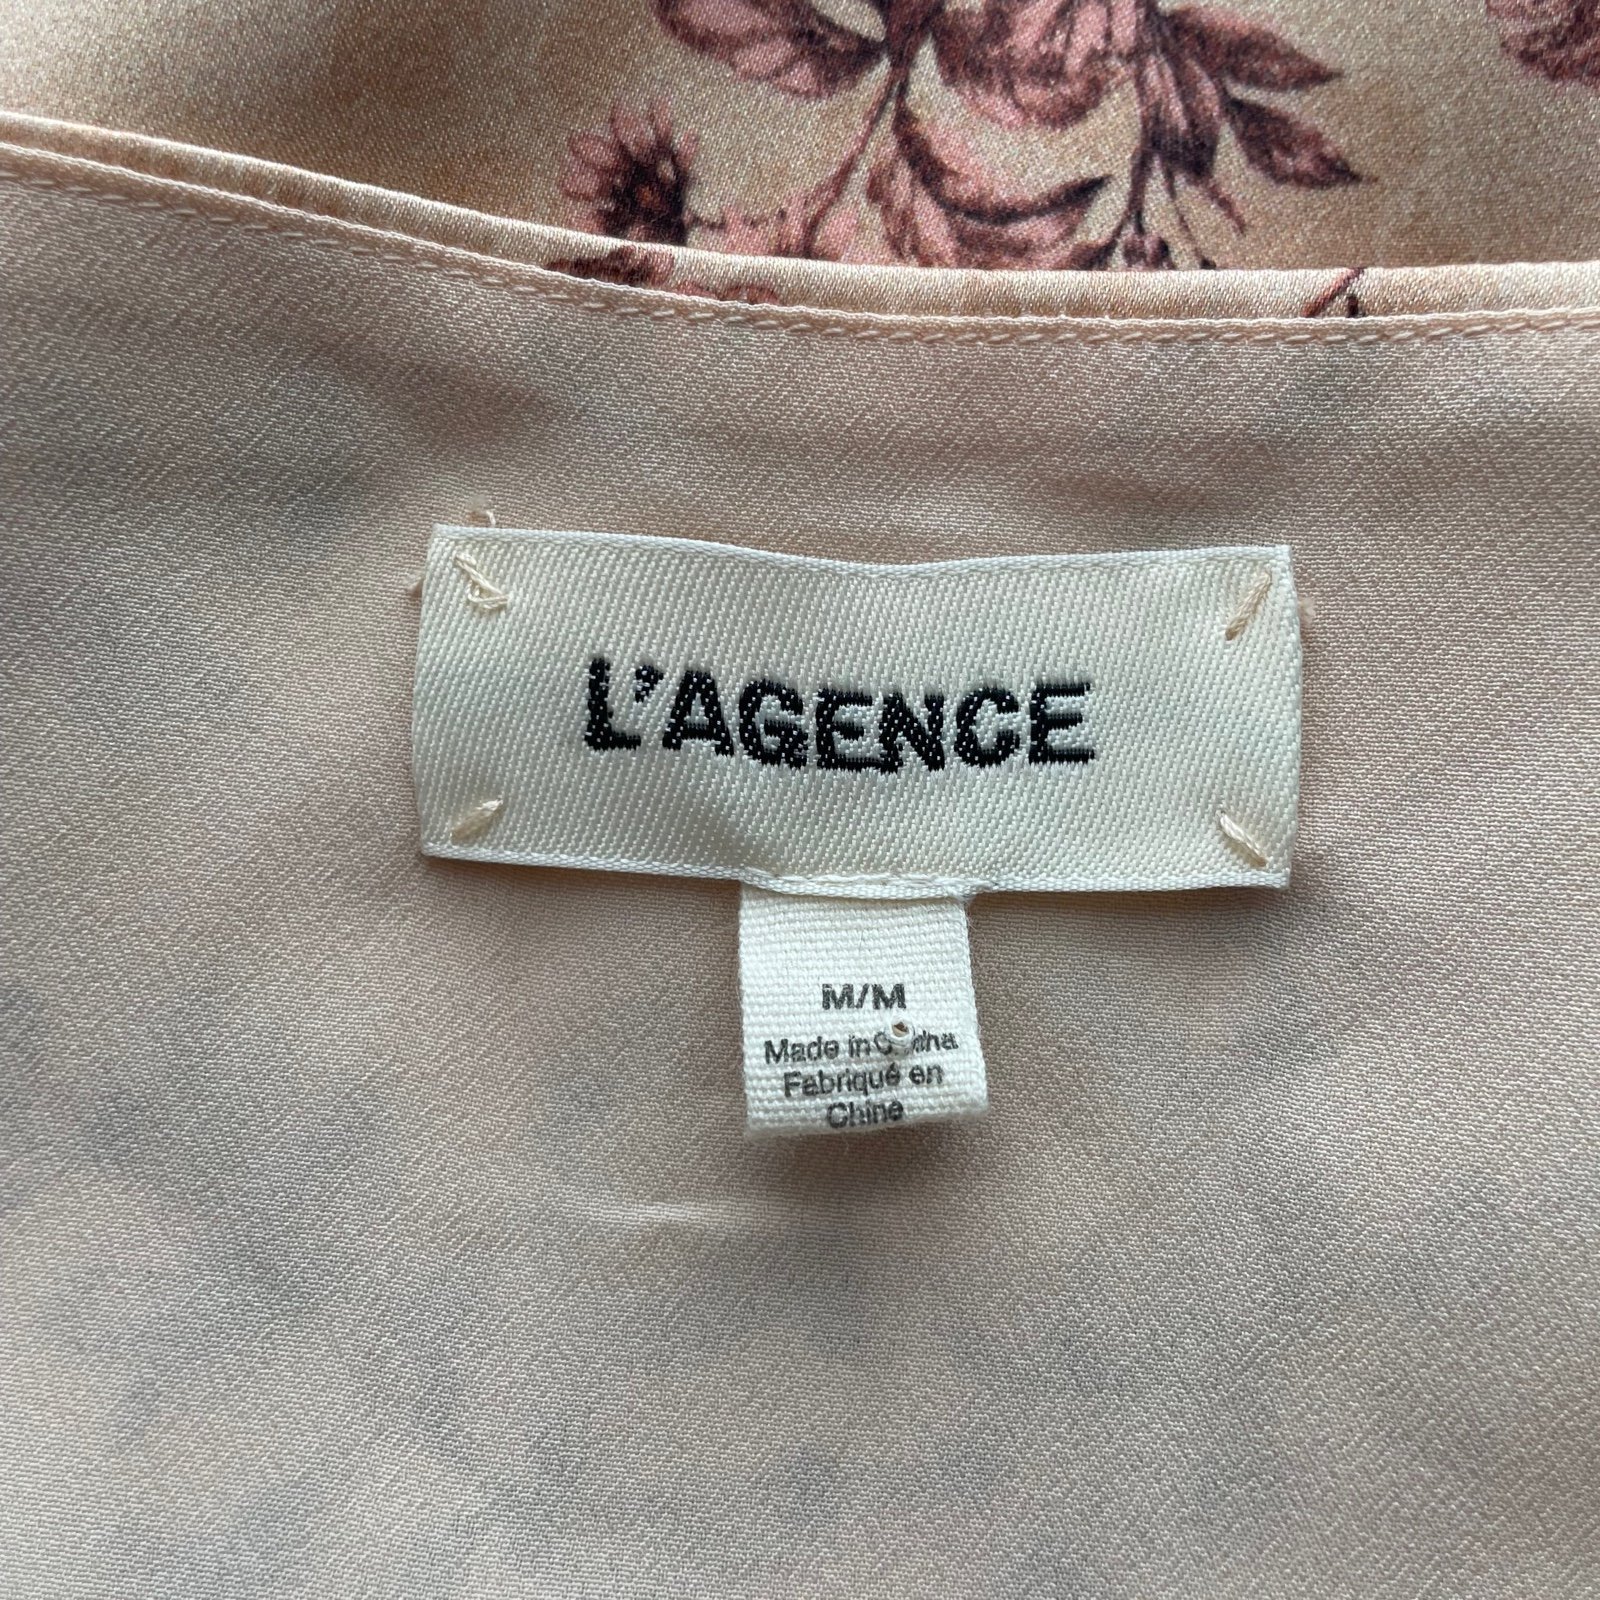 L'AGENCE
M/M
Made in China
Fabriqué en
Chine